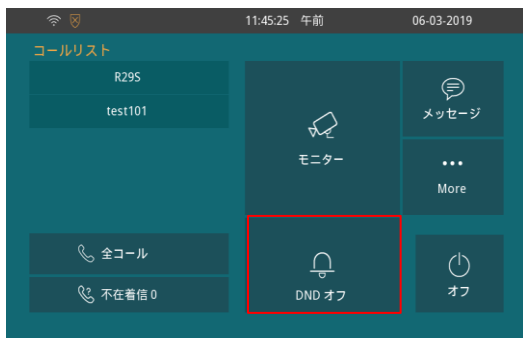 11:45:25 午前 06-03-2019
コールリスト
R29S
test101
モニター
メッセージ
More
全コール
不在着信 0
DND オフ
オフ